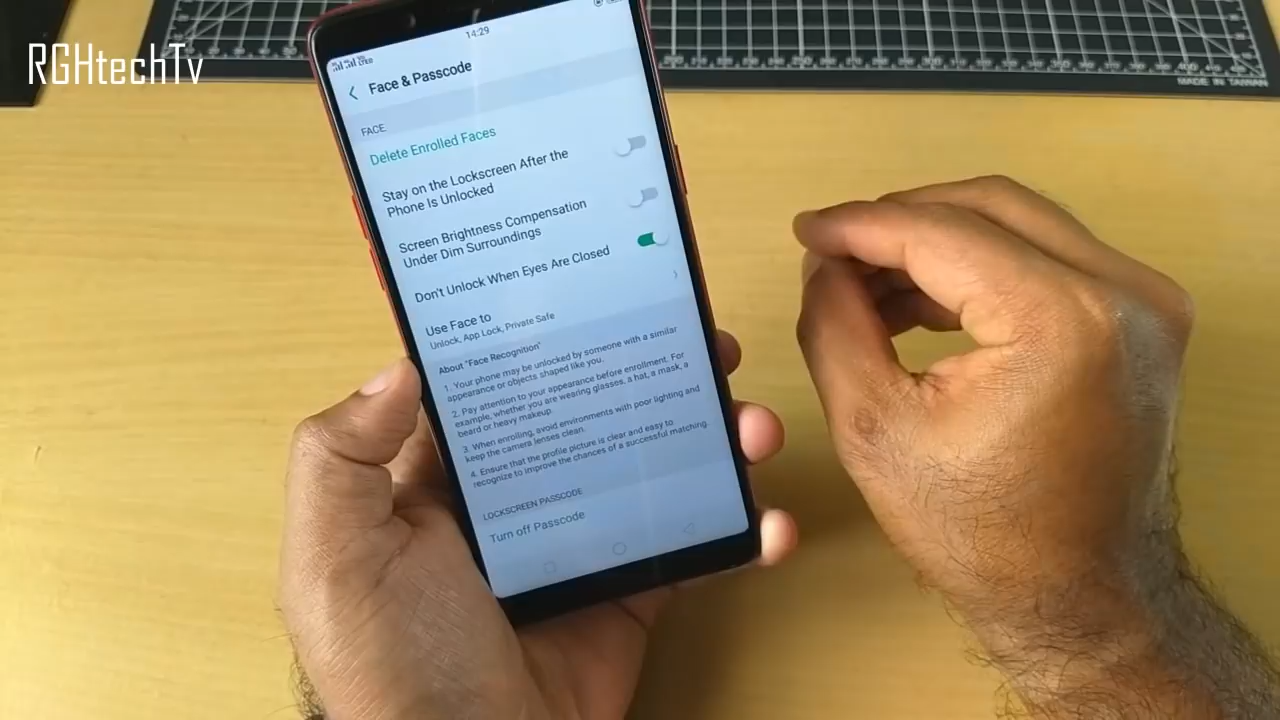 RGHtechTv
14:29
Face & Passcode
FACE
Delete Enrolled Faces
Stay on the Lockscreen After the
Phone Is Unlocked
Screen Brightness Compensation
Under Dim Surroundings
Don't Unlock When Eyes Are Closed
Use Face to
Unlock, App Lock, Private Safe
About "Face Recognition"
1. Your phone may be unlocked by someone with a similar
appearance or objects shaped like you.
2. Pay attention to your appearance before enrollment. For
example, whether you are wearing glasses, a hat, a mask, a
beard or heavy makeup.
3. When enrolling, avoid environments with poor lighting and
keep the camera lenses clean.
4. Ensure that the profile picture is clear and easy to
recognize to improve the chances of a successful matching.
LOCKSCREEN PASSCODE
Turn off Passcode
MADE IN TAIWAN